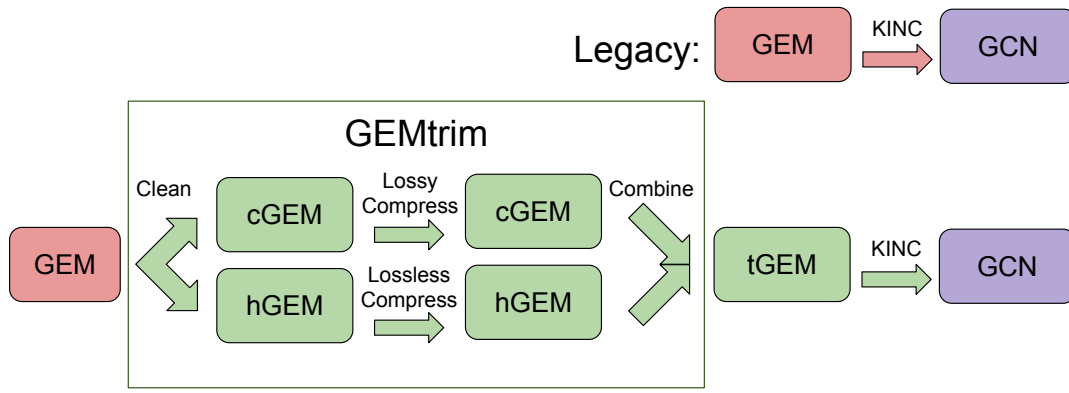 Legacy:
GEM
KINC
GCN
GEMtrim
Clean
Lossy
Compress
Combine
cGEM
cGEM
GEM
tGEM
KINC
GCN
Lossless
Compress
hGEM
hGEM